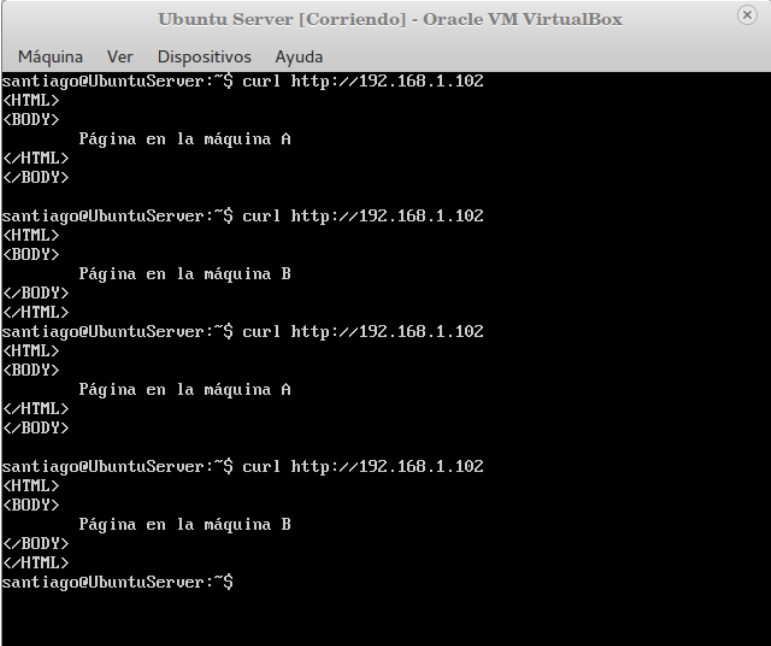 Ubuntu Server [Corriendo] - Oracle VM VirtualBox
Máquina Ver Dispositivos Ayuda
santiago@UbuntuServer:~$ curl http://192.168.1.102
<HTML>
<BODY>
Página en la máquina A
</HTML>
</BODY>
santiago@UbuntuServer:~$ curl http://192.168.1.102
<HTML>
<BODY>
Página en la máquina B
</BODY>
</HTML>
santiago@UbuntuServer:~$ curl http://192.168.1.102
<HTML>
<BODY>
Página en la máquina A
</HTML>
</BODY>
santiago@UbuntuServer:~$ curl http://192.168.1.102
<HTML>
<BODY>
Página en la máquina B
</BODY>
</HTML>
santiago@UbuntuServer:~$